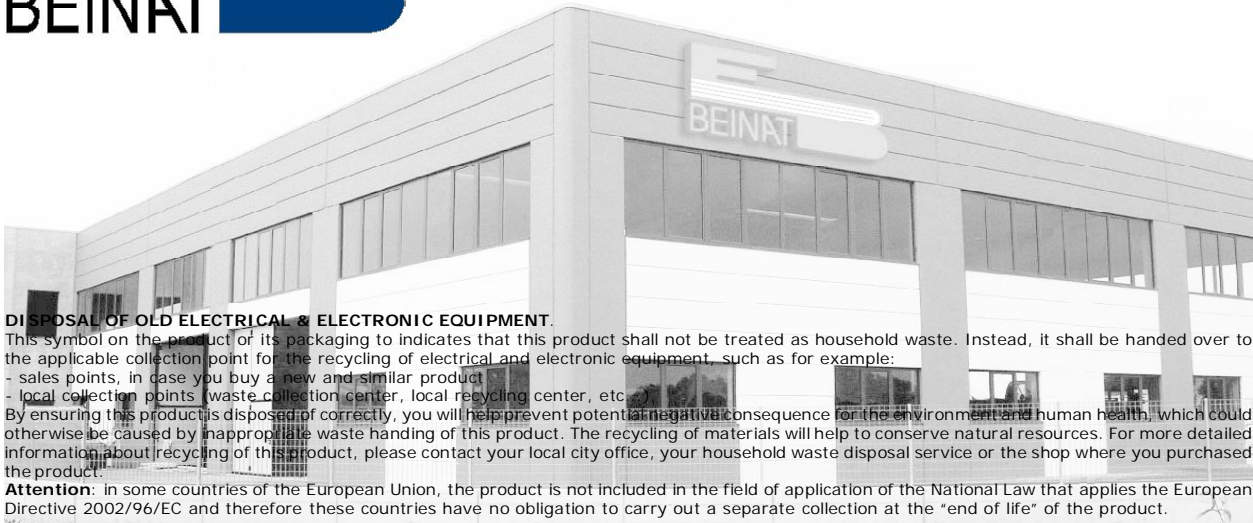 BEINAT
BEINAT
DISPOSAL OF OLD ELECTRICAL & ELECTRONIC EQUIPMENT.
This symbol on the product or its packaging to indicates that this product shall not be treated as household waste. Instead, it shall be handed over to
the applicable collection point for the recycling of electrical and electronic equipment, such as for example:
- sales points, in case you buy a new and similar product
- local collection points (waste collection center, local recycling center, etc...).
By ensuring this product is disposed of correctly, you will help prevent potential negative consequence for the environment and human health, which could
otherwise be caused by inappropriate waste handing of this product. The recycling of materials will help to conserve natural resources. For more detailed
information about recycling of this product, please contact your local city office, your household waste disposal service or the shop where you purchased
the product.
Attention: in some countries of the European Union, the product is not included in the field of application of the National Law that applies the European
Directive 2002/96/EC and therefore these countries have no obligation to carry out a separate collection at the “end of life” of the product.